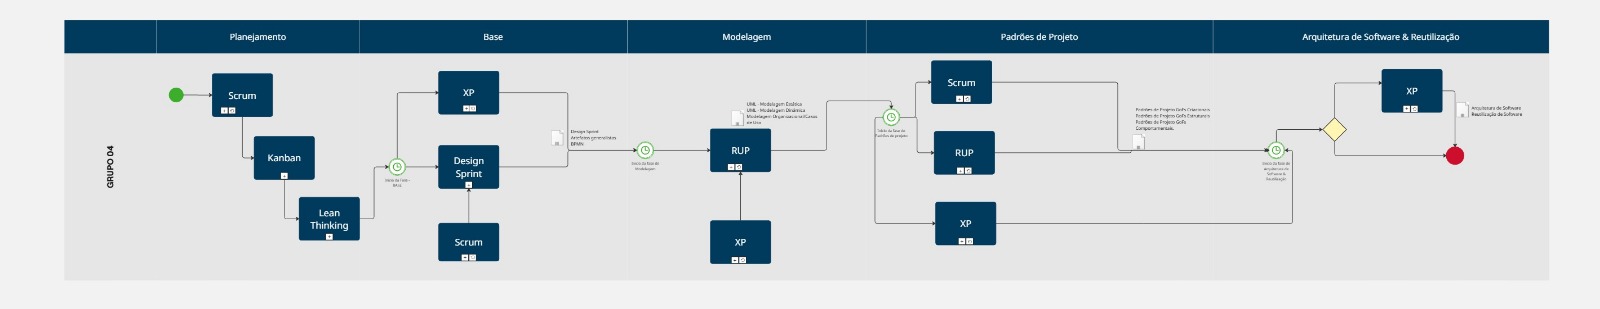 Planejamento
Base
Modelagem
Padrões de Projeto
Arquitetura de Software & Reutilização
GRUPO 04
Scrum
Kanban
Lean
Thinking
Início da Fase -
BASE
XP
Design
Sprint
Scrum
Design Sprint
Artefatos generalistas
BPMN
Início da fase de
Modelagem
UML - Modelagem Estática
UML - Modelagem Dinâmica
Modelagem Organizacional/Casos
de Uso
RUP
XP
Início da fase de
Padrões de projeto
Scrum
RUP
XP
Padrões de Projeto GoFs Criacionais
Padrões de Projeto GoFs Estruturais
Padrões de Projeto GoFs
Comportamentais
Início da fase de
Arquitetura de
Software &
Reutilização
XP
Arquitetura de Software
Reutilização de Software